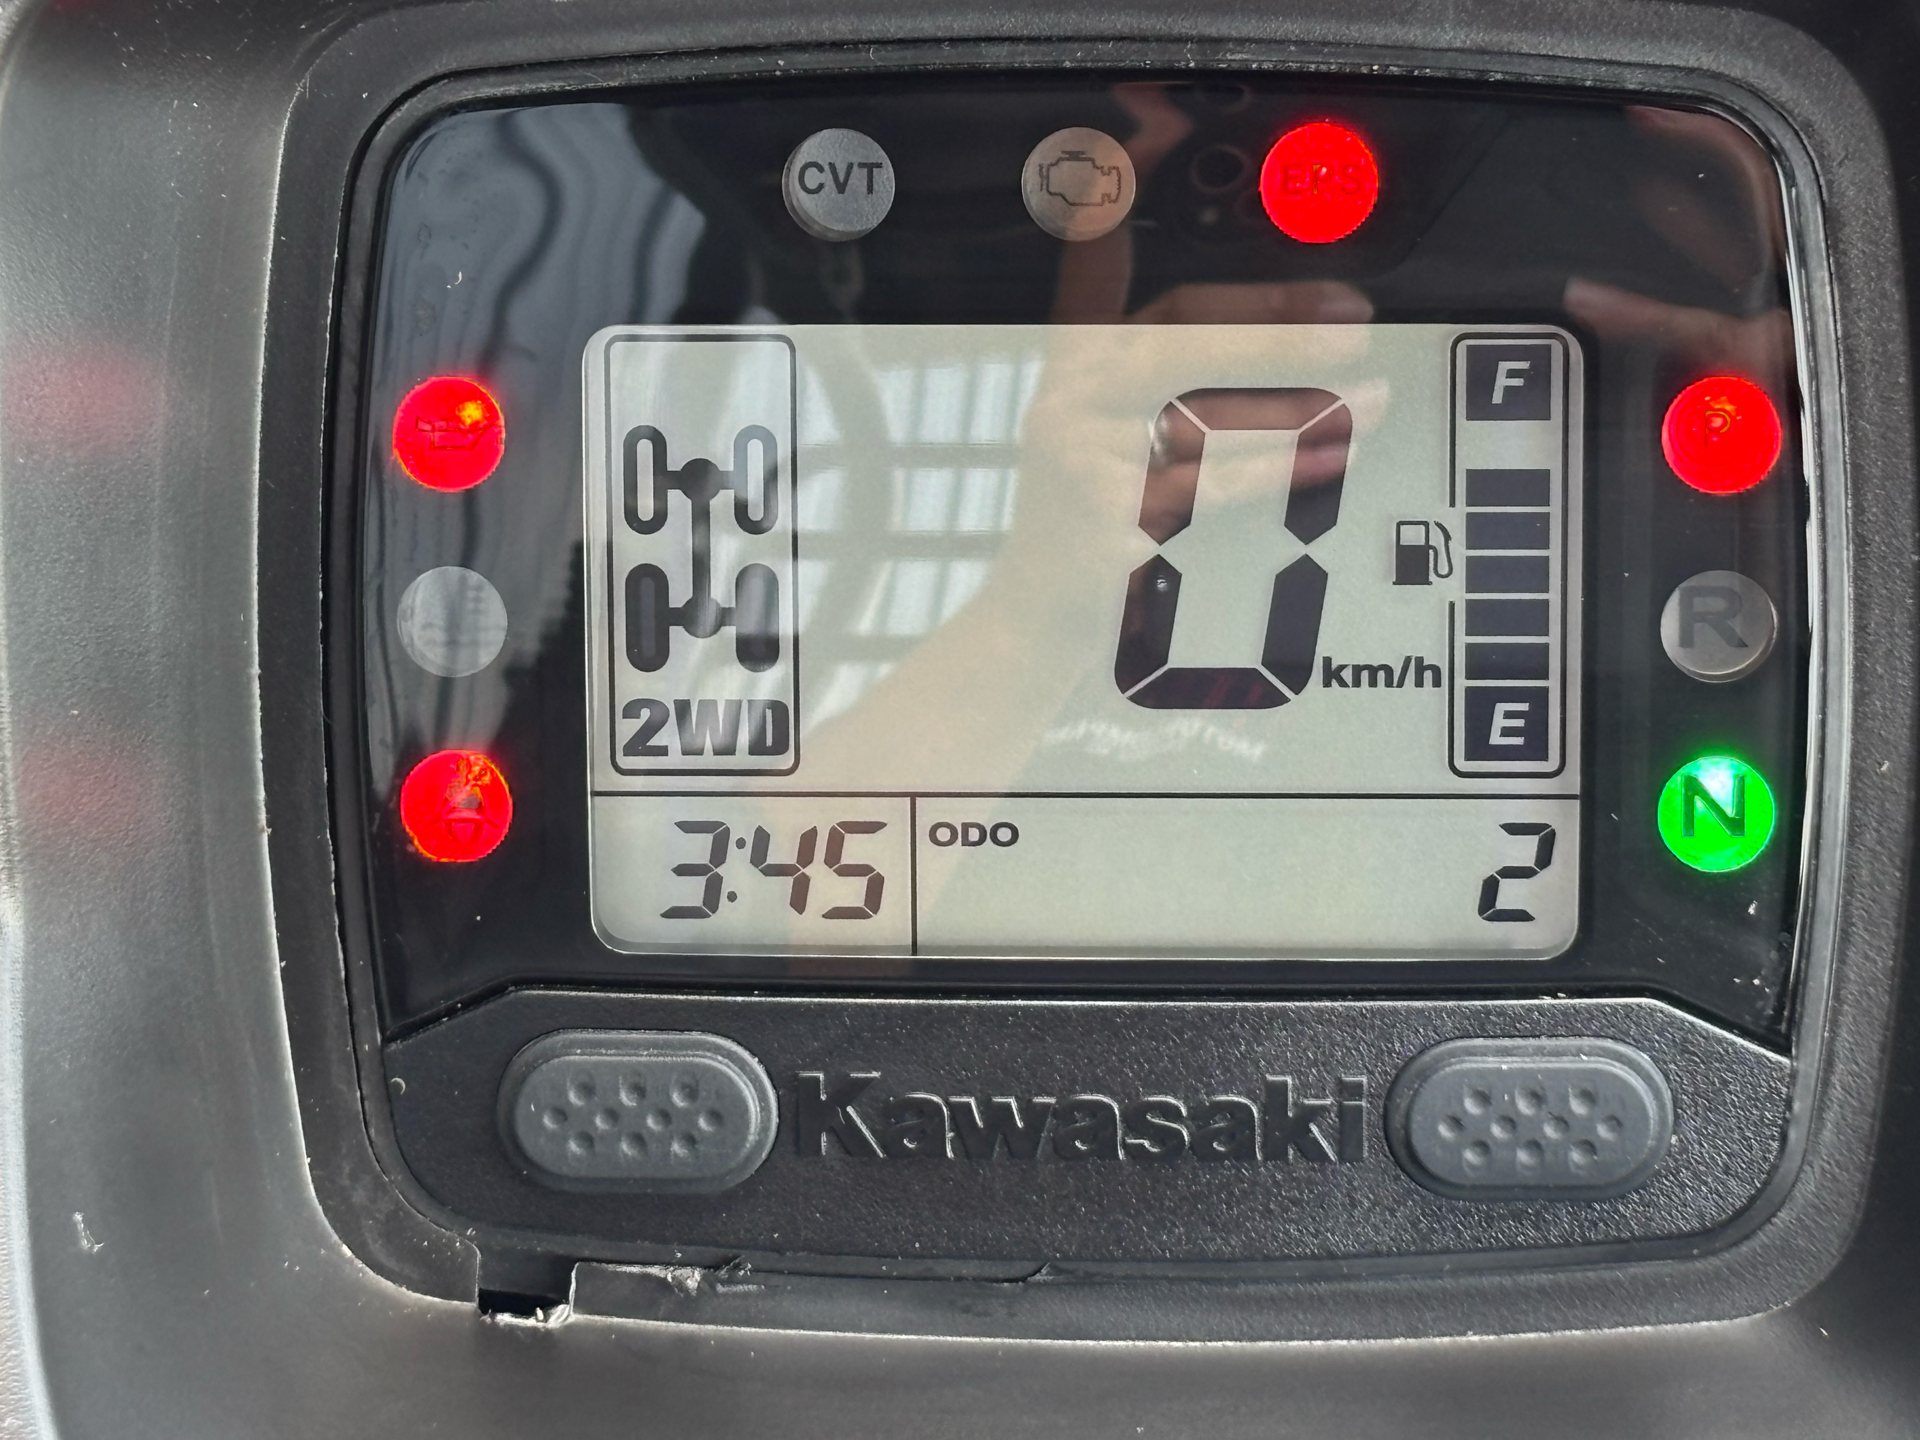 CVT
EPS
F
P
0
km/h
R
2WD
E
N
3:45
ODO
2
Kawasaki